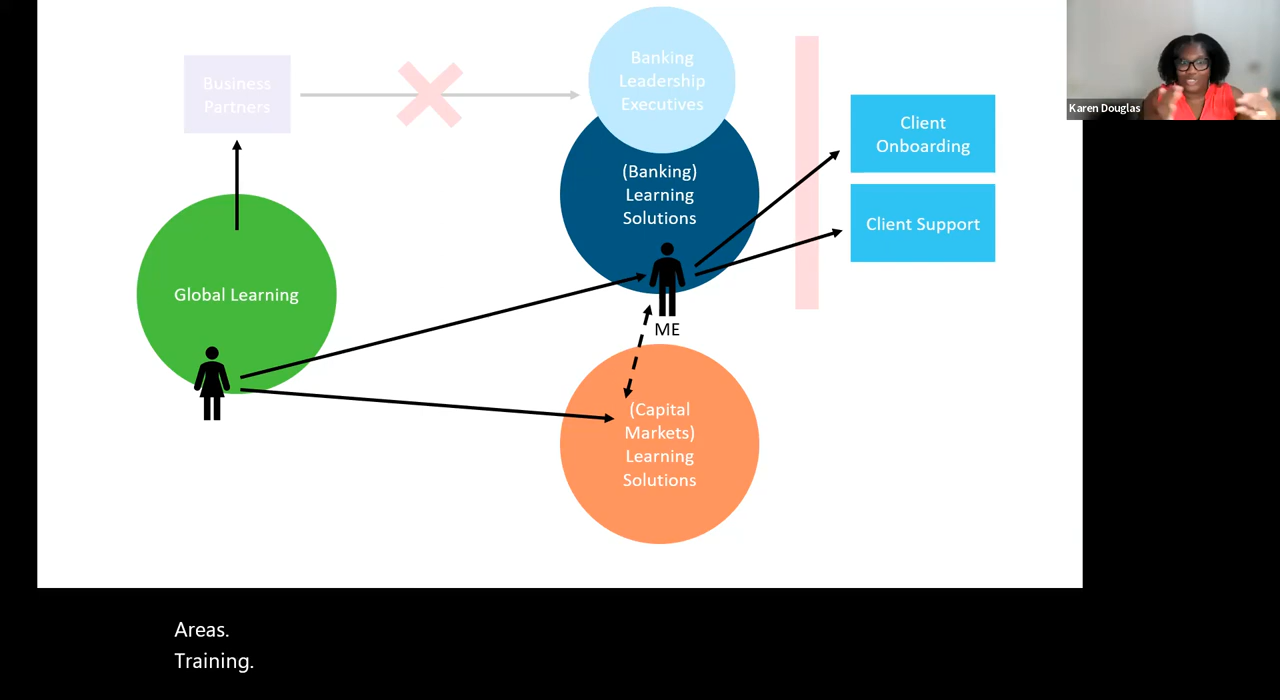 Business
Partners
Banking
Leadership
Executives
Karen Douglas
Client
Onboarding
(Banking)
Learning
Solutions
Client Support
Global Learning
ME
(Capital
Markets)
Learning
Solutions
Areas.
Training.